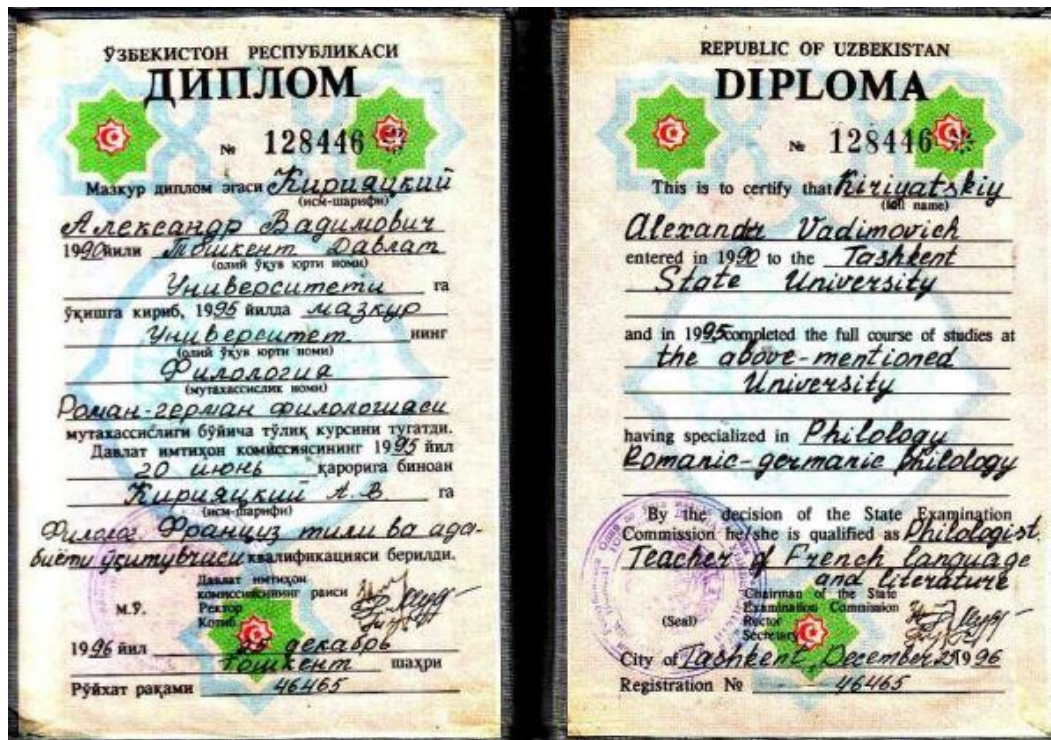 ЎЗБЕКИСТОН РЕСПУБЛИКАСИ
ДИПЛОМ
№ 128446
Мазкур диплом эгаси Кирияцкий
(исм-шарифи)
Александр Вадимович
1990 йили Тошкент Давлат
(олий ўқув юрти номи)
Университети га
ўқишга кириб, 1995 йилда мазкур
Университет нинг
(олий ўқув юрти номи)
Филология
(мутахассислик номи)
Роман-герман филологияси
мутахассислиги бўйича тўлиқ курсини тугатди.
Давлат имтиҳон комиссиясининг 1995 йил
20 июнь қарорига биноан
Кирияцкий А.В га
(исм-шарифи)
Филолог Француз тили ва ада-
биёти ўқитувчиси квалификацияси берилди.
Давлат имтиҳон
комиссиясининг раиси
М.Ў. Ректор
Котиб
1996 йил 25 декабрь
Тошкент шаҳри
Рўйхат рақами 46465
REPUBLIC OF UZBEKISTAN
DIPLOMA
№ 128446
This is to certify that Kiriyatskiy
(full name)
Alexandr Vadimovich
entered in 1990 to the Tashkent
State University
and in 1995 completed the full course of studies at
the above-mentioned
University
having specialized in Philology
Romanic-germanic philology
By the decision of the State Examination
Commission he/she is qualified as Philologist.
Teacher of French language
and literature
Chairman of the State
Examination Commission
(Seal) Rector
Secretary
City of Tashkent, December 25 1996
Registration № 46465